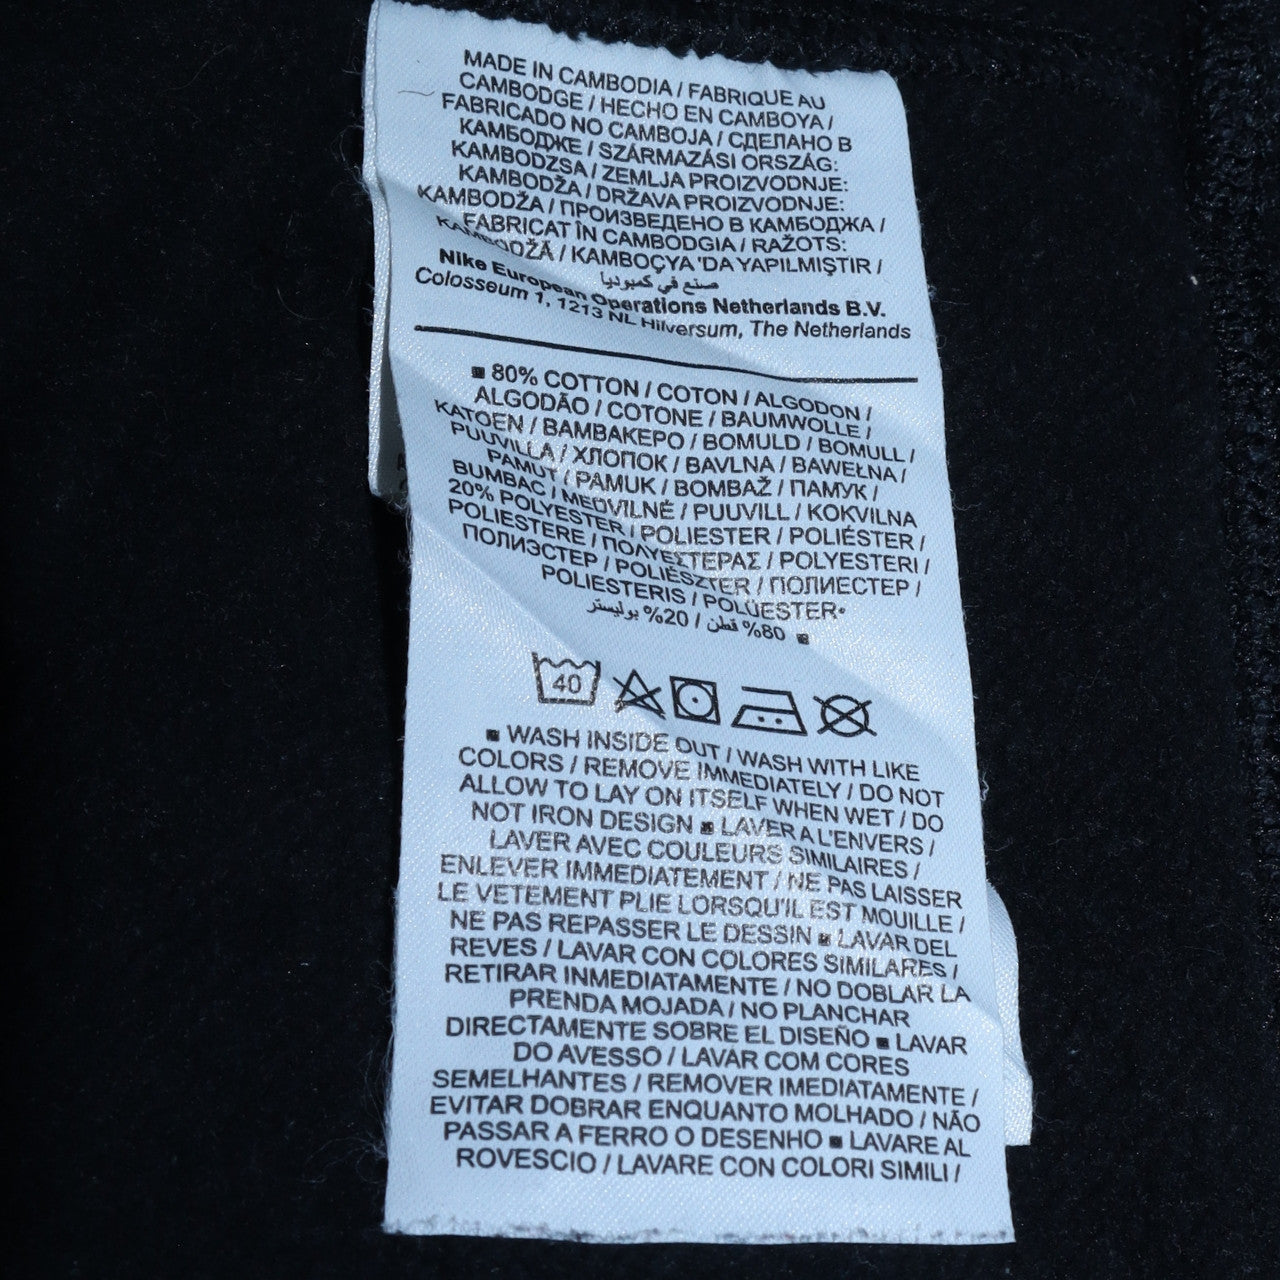 MADE IN CAMBODIA / FABRIQUE AU
CAMBODGE / HECHO EN CAMBOYA /
FABRICADO NO CAMBOJA / СДЕЛАНО В
КАМБОДЖЕ / SZÁRMAZÁSI ORSZÁG:
KAMBODZSA / ZEMLJA PROIZVODNJE:
KAMBODŽA / DRŽAVA PROIZVODNJE:
KAMBODŽA / ПРОИЗВЕДЕНО В КАМБОДЖА /
FABRICAT ÎN CAMBODGIA / RAŽOTS:
KAMBODŽĀ / KAMBOÇYA 'DA YAPILMIŞTIR /
صنع في كمبوديا
Nike European Operations Netherlands B.V.
Colosseum 1, 1213 NL Hilversum, The Netherlands
▪ 80% COTTON / COTON / ALGODON /
ALGODÃO / COTONE / BAUMWOLLE /
KATOEN / ΒΑΜΒΑΚΕΡΟ / BOMULD / BOMULL /
PUUVILLA / ХЛОПОК / BAVLNA / BAWEŁNA /
PAMUT / PAMUK / BOMBAŽ / ПАМУК /
BUMBAC / MEDVILNĖ / PUUVILL / KOKVILNA
20% POLYESTER / POLIESTER / POLIÉSTER /
POLIESTERE / ΠΟΛΥΕΣΤΕΡΑΣ / POLYESTERI /
ПОЛИЭСТЕР / POLIÉSZTER / ПОЛИЕСТЕР /
POLIESTERIS / POLÜESTER
80% قطن / 20% بوليستر ▪
40
▪ WASH INSIDE OUT / WASH WITH LIKE
COLORS / REMOVE IMMEDIATELY / DO NOT
ALLOW TO LAY ON ITSELF WHEN WET / DO
NOT IRON DESIGN ▪ LAVER A L'ENVERS /
LAVER AVEC COULEURS SIMILAIRES /
ENLEVER IMMEDIATEMENT / NE PAS LAISSER
LE VETEMENT PLIE LORSQU'IL EST MOUILLE /
NE PAS REPASSER LE DESSIN ▪ LAVAR DEL
REVES / LAVAR CON COLORES SIMILARES /
RETIRAR INMEDIATAMENTE / NO DOBLAR LA
PRENDA MOJADA / NO PLANCHAR
DIRECTAMENTE SOBRE EL DISEÑO ▪ LAVAR
DO AVESSO / LAVAR COM CORES
SEMELHANTES / REMOVER IMEDIATAMENTE /
EVITAR DOBRAR ENQUANTO MOLHADO / NÃO
PASSAR A FERRO O DESENHO ▪ LAVARE AL
ROVESCIO / LAVARE CON COLORI SIMILI /